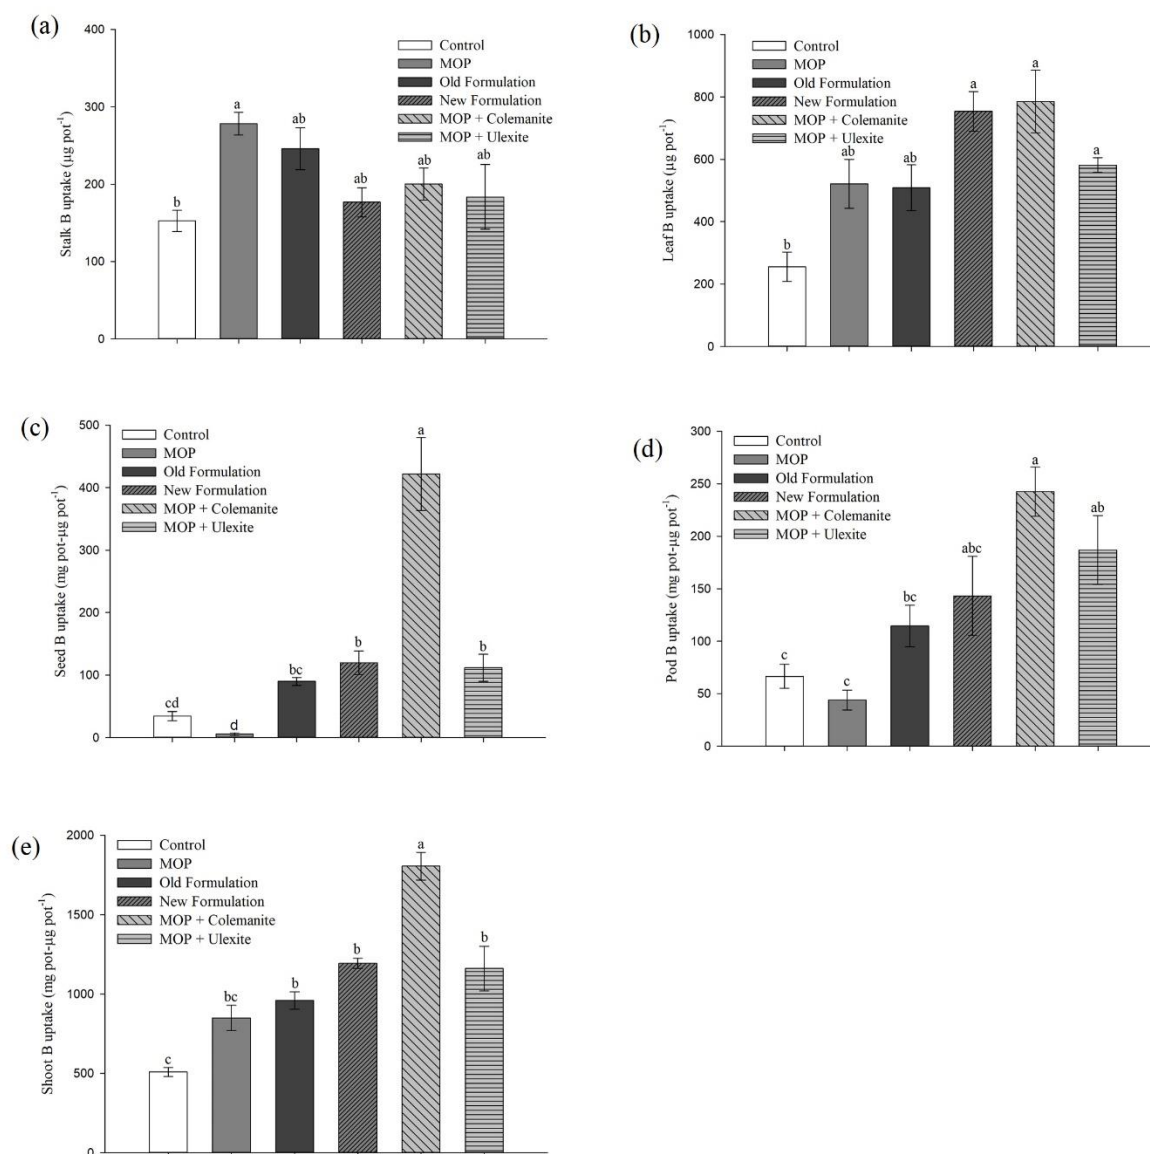 (a)
400
300
200
100
0
Stalk B uptake (µg pot⁻¹)
Control
MOP
Old Formulation
New Formulation
MOP + Colemanite
MOP + Ulexite
b
a
ab
ab
ab
ab
(b)
1000
800
600
400
200
0
Leaf B uptake (µg pot⁻¹)
Control
MOP
Old Formulation
New Formulation
MOP + Colemanite
MOP + Ulexite
b
ab
ab
a
a
a
(c)
500
400
300
200
100
0
Seed B uptake (mg pot-µg pot⁻¹)
Control
MOP
Old Formulation
New Formulation
MOP + Colemanite
MOP + Ulexite
cd
d
bc
b
a
b
(d)
300
250
200
150
100
50
0
Pod B uptake (mg pot-µg pot⁻¹)
Control
MOP
Old Formulation
New Formulation
MOP + Colemanite
MOP + Ulexite
c
c
bc
abc
a
ab
(e)
2000
1500
1000
500
0
Shoot B uptake (mg pot-µg pot⁻¹)
Control
MOP
Old Formulation
New Formulation
MOP + Colemanite
MOP + Ulexite
c
bc
b
b
a
b